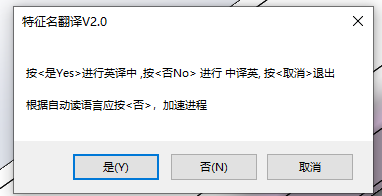 特征名翻译V2.0
按<是Yes>进行英译中 ,按<否No> 进行 中译英, 按<取消>退出
根据自动读语言应按<否>，加速进程
是(Y)
否(N)
取消